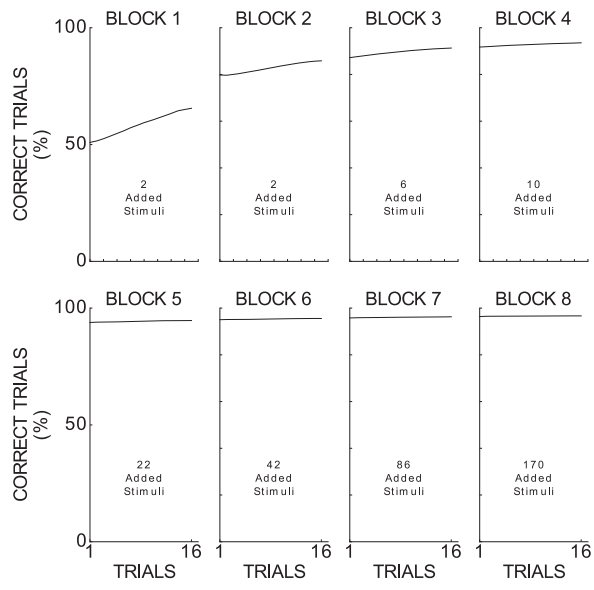 BLOCK 1
BLOCK 2
BLOCK 3
BLOCK 4
100
50
0
CORRECT TRIALS
(%)
2
Added
Stimuli
2
Added
Stimuli
6
Added
Stimuli
10
Added
Stimuli
BLOCK 5
BLOCK 6
BLOCK 7
BLOCK 8
100
50
0
CORRECT TRIALS
(%)
22
Added
Stimuli
42
Added
Stimuli
86
Added
Stimuli
170
Added
Stimuli
1 16
1 16
1 16
1 16
TRIALS
TRIALS
TRIALS
TRIALS